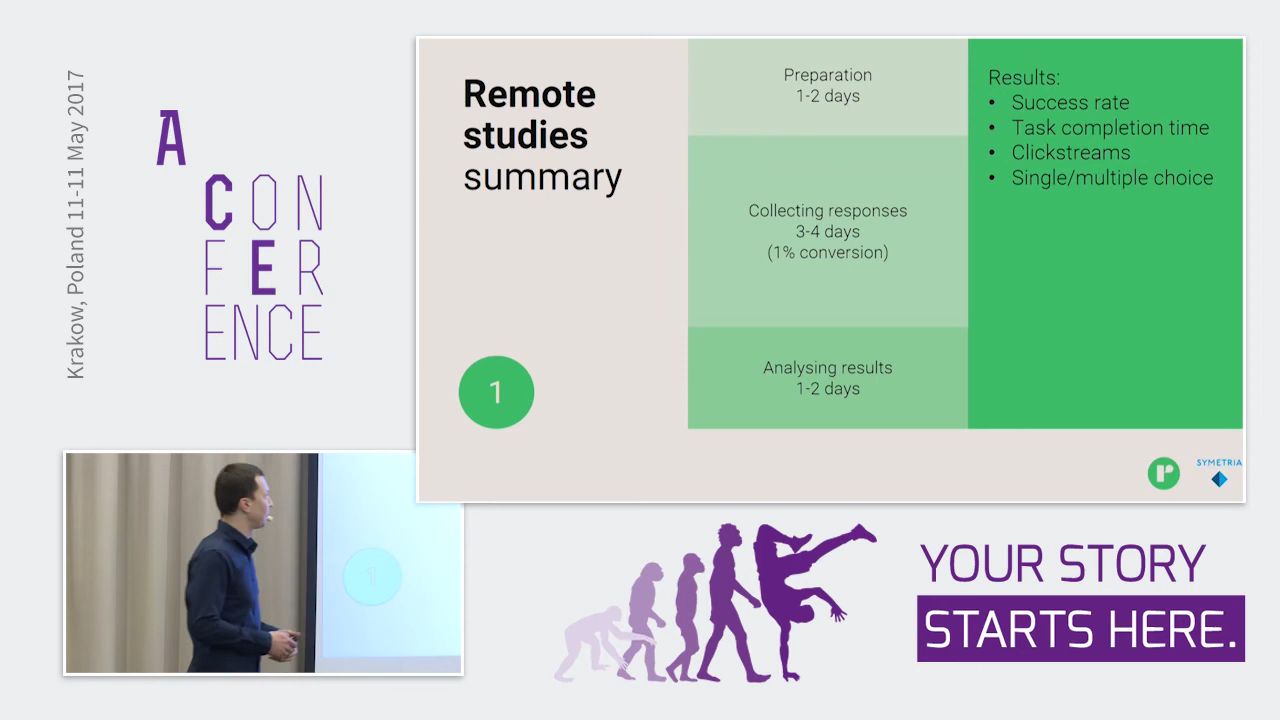 Krakow, Poland 11-11 May 2017
A
CON
FER
ENCE
Remote
studies
summary
1
Preparation
1-2 days
Collecting responses
3-4 days
(1% conversion)
Analysing results
1-2 days
Results:
• Success rate
• Task completion time
• Clickstreams
• Single/multiple choice
r
SYMETRIA
1
YOUR STORY
STARTS HERE.